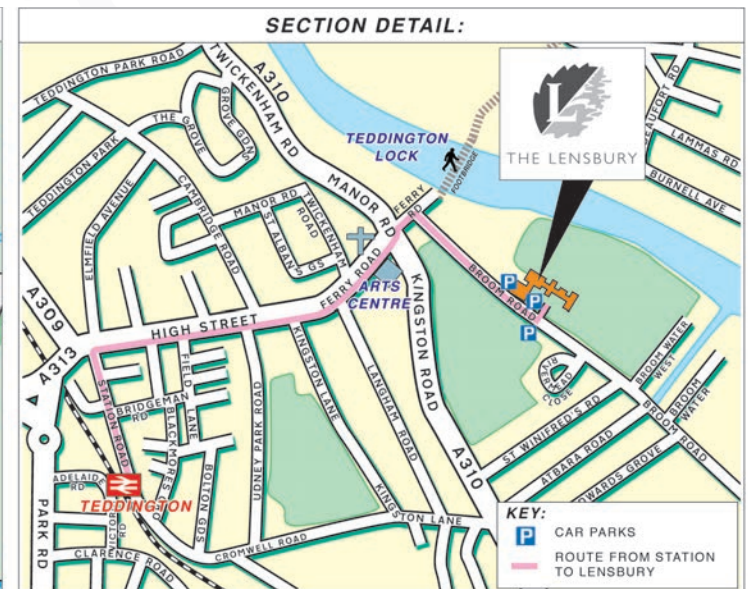 SECTION DETAIL:
TEDDINGTON PARK ROAD
A310
TWICKENHAM RD
THE GROVE
GROVE GDNS
TEDDINGTON PARK
ELMFIELD AVENUE
CAMBRIDGE ROAD
MANOR RD
TWICKENHAM
ROAD
ST. ALBAN'S GS
TEDDINGTON
LOCK
FOOTBRIDGE
MANOR RD
FERRY
RD
L
THE LENSBURY
BEAUFORT RD
LAMMAS RD
BURNELL AVE
P
P
P
BROOM ROAD
ARTS
CENTRE
FERRY ROAD
HIGH STREET
A309
A313
KINGSTON ROAD
KINGSTON LANE
LANGHAM ROAD
STATION ROAD
BRIDGEMAN
RD
FIELD
LANE
BLACKMORES
BOLTON GDS
UDNEY PARK ROAD
RIVERMEAD
CLOSE
BROOM WATER
WEST
BROOM
WATER
BROOM ROAD
ST WINIFRED'S RD
ATBARA ROAD
A310
KINGSTON LANE
CROMWELL ROAD
RD
TEDDINGTON
PARK RD
RD
CLARENCE ROAD
KEY:
P CAR PARKS
ROUTE FROM STATION
TO LENSBURY